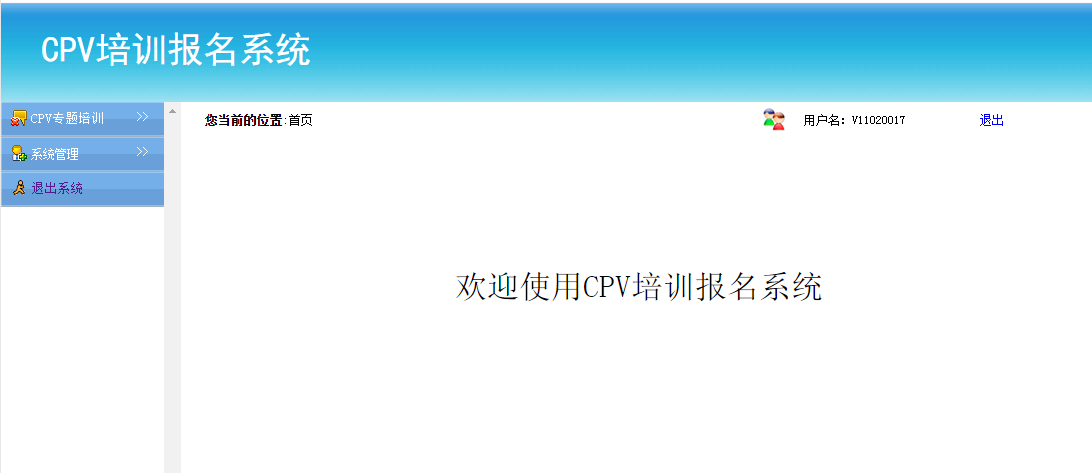 CPV培训报名系统
CPV专题培训
系统管理
退出系统
您当前的位置:首页
用户名：V11020017
退出
欢迎使用CPV培训报名系统